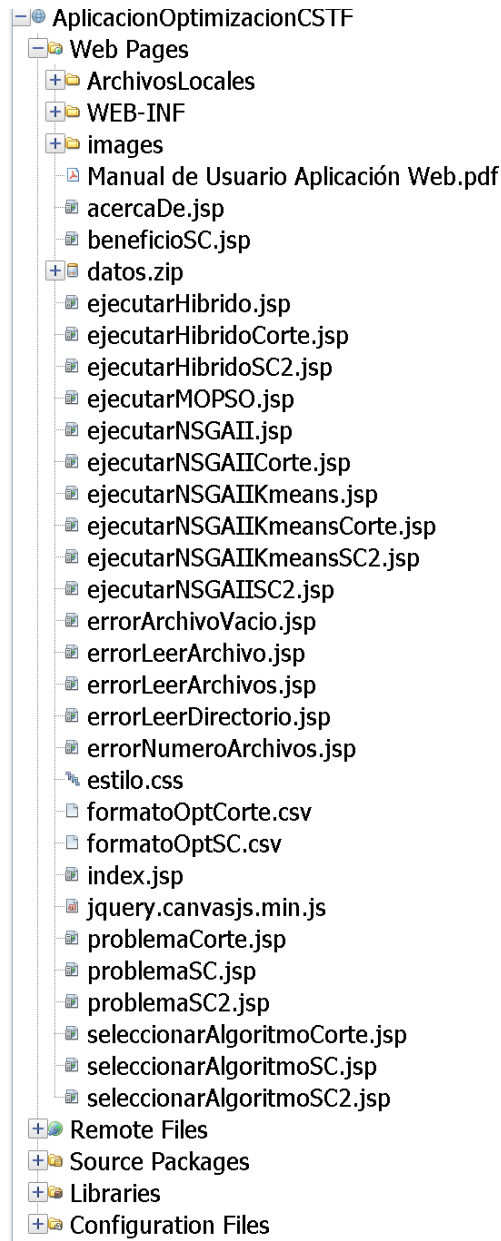 AplicacionOptimizacionCSTF
Web Pages
ArchivosLocales
WEB-INF
images
Manual de Usuario Aplicación Web.pdf
acercaDe.jsp
beneficioSC.jsp
datos.zip
ejecutarHibrido.jsp
ejecutarHibridoCorte.jsp
ejecutarHibridoSC2.jsp
ejecutarMOPSO.jsp
ejecutarNSGAII.jsp
ejecutarNSGAIICorte.jsp
ejecutarNSGAIIKmeans.jsp
ejecutarNSGAIIKmeansCorte.jsp
ejecutarNSGAIIKmeansSC2.jsp
ejecutarNSGAIISC2.jsp
errorArchivoVacio.jsp
errorLeerArchivo.jsp
errorLeerArchivos.jsp
errorLeerDirectorio.jsp
errorNumeroArchivos.jsp
estilo.css
formatoOptCorte.csv
formatoOptSC.csv
index.jsp
jquery.canvasjs.min.js
problemaCorte.jsp
problemaSC.jsp
problemaSC2.jsp
seleccionarAlgoritmoCorte.jsp
seleccionarAlgoritmoSC.jsp
seleccionarAlgoritmoSC2.jsp
Remote Files
Source Packages
Libraries
Configuration Files